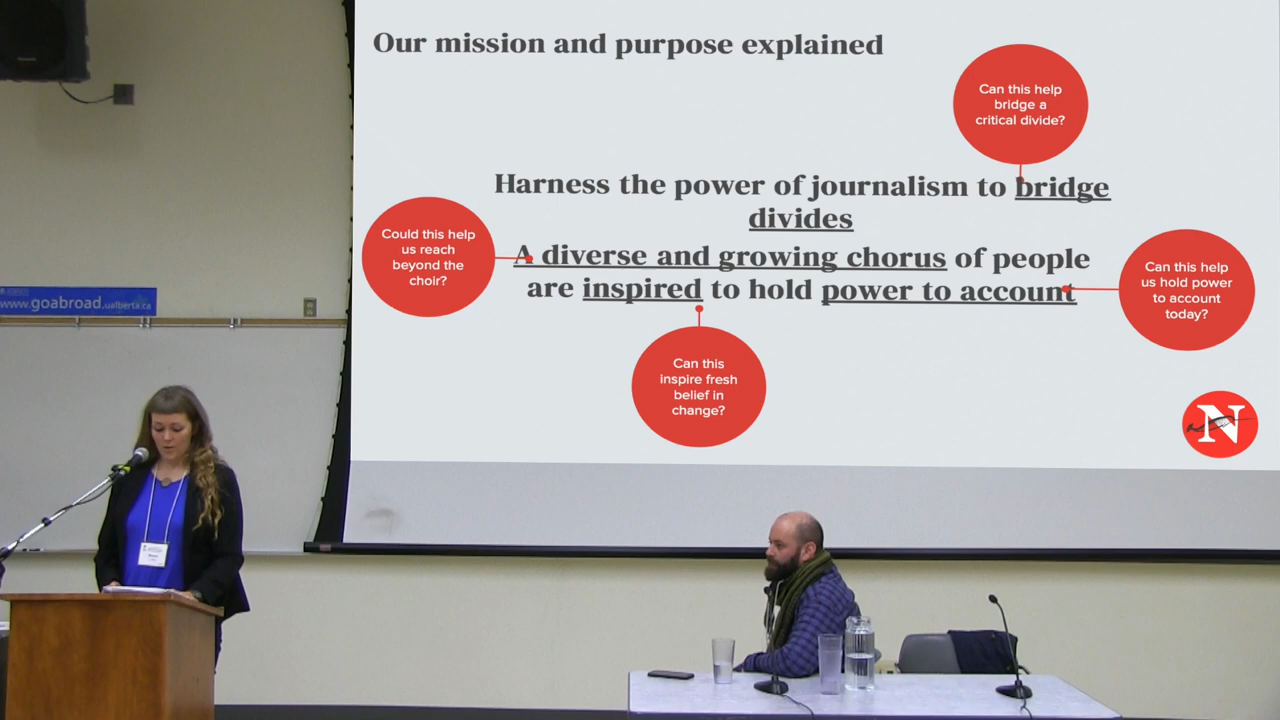 Our mission and purpose explained
Can this help
bridge a
critical divide?
Harness the power of journalism to bridge
divides
Could this help
us reach
beyond the
choir?
A diverse and growing chorus of people
are inspired to hold power to account
Can this help
us hold power
to account
today?
Can this
inspire fresh
belief in
change?
N
www.goabroad.ualberta.ca